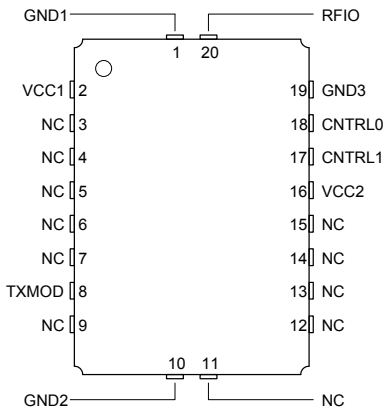 GND1 RFIO
1 20
VCC1 2 19 GND3
NC 3 18 CNTRL0
NC 4 17 CNTRL1
NC 5 16 VCC2
NC 6 15 NC
NC 7 14 NC
TXMOD 8 13 NC
NC 9 12 NC
10 11
GND2 NC